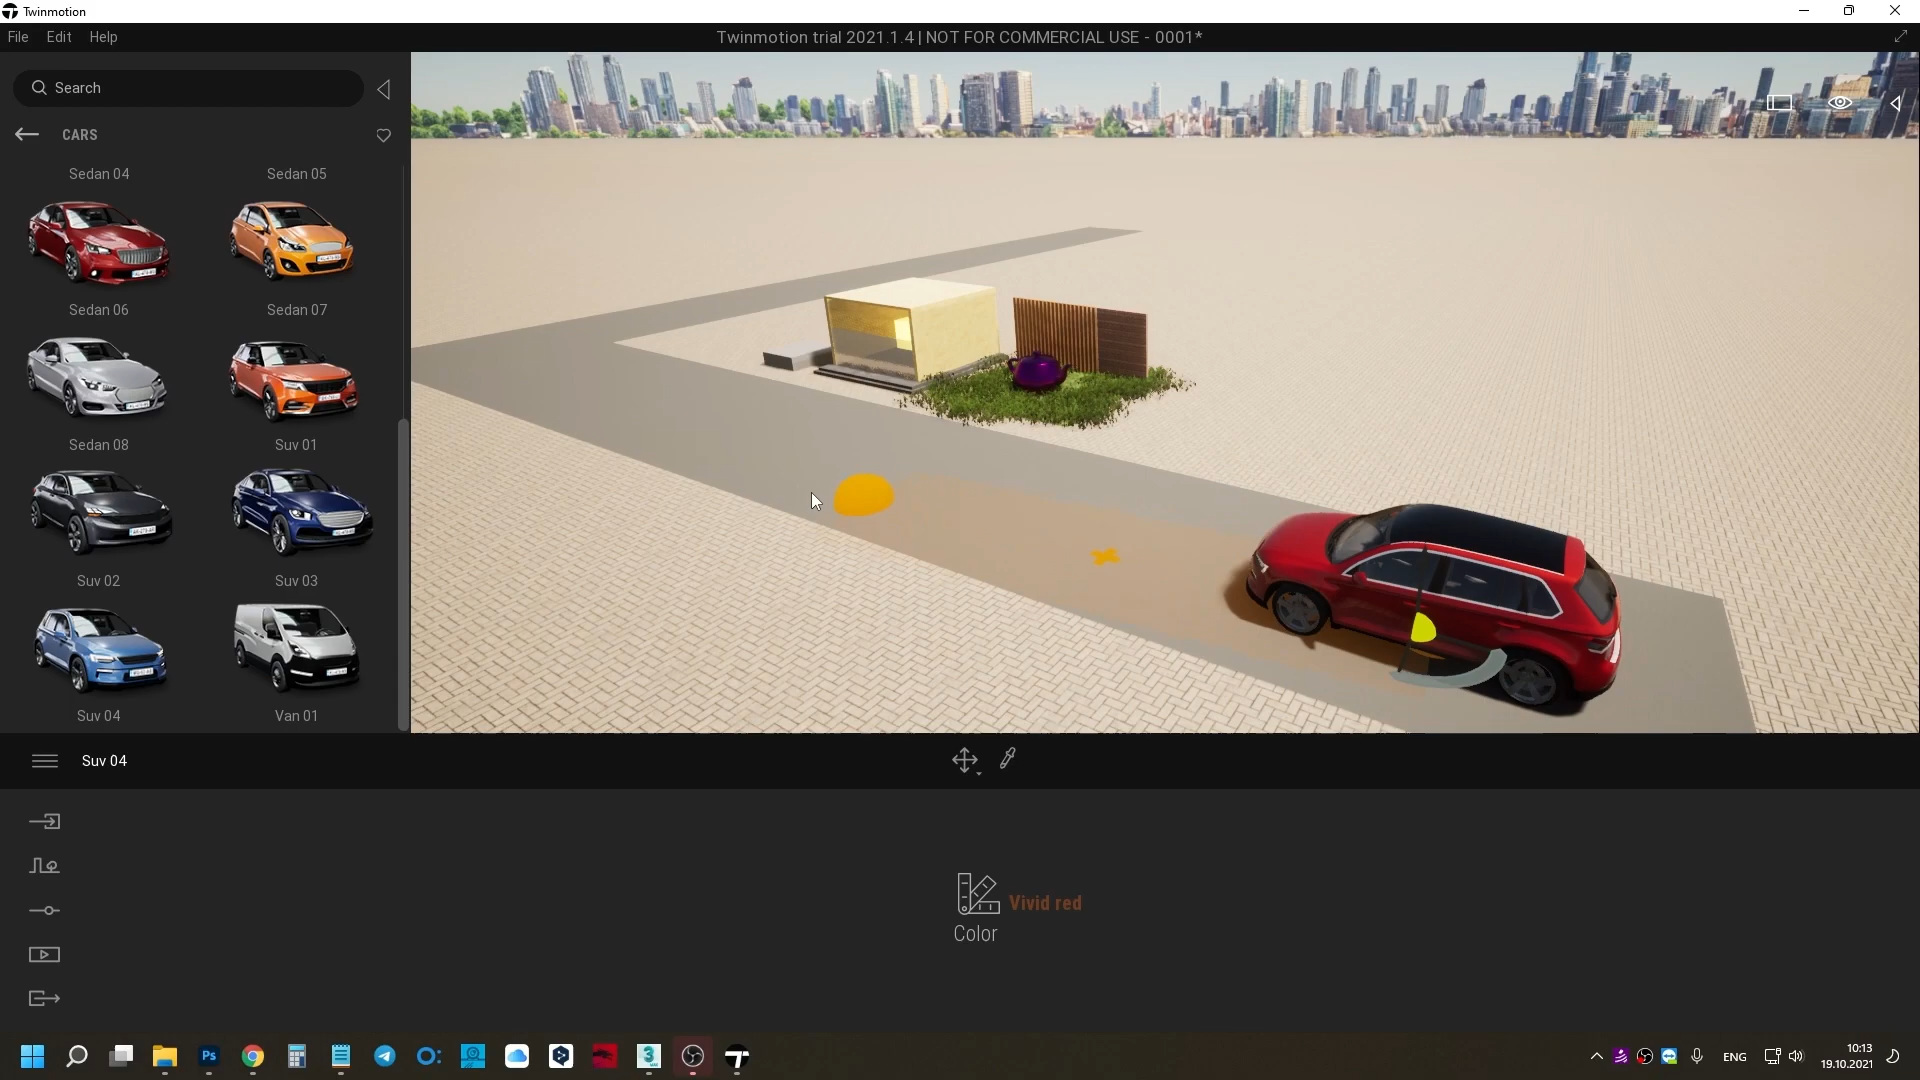 Twinmotion
File Edit Help
Twinmotion trial 2021.1.4 | NOT FOR COMMERCIAL USE - 0001*
Search
CARS
Sedan 04 Sedan 05
Sedan 06 Sedan 07
Sedan 08 Suv 01
Suv 02 Suv 03
Suv 04 Van 01
Suv 04
Vivid red
Color
Ps
3
ENG
10:13
19.10.2021